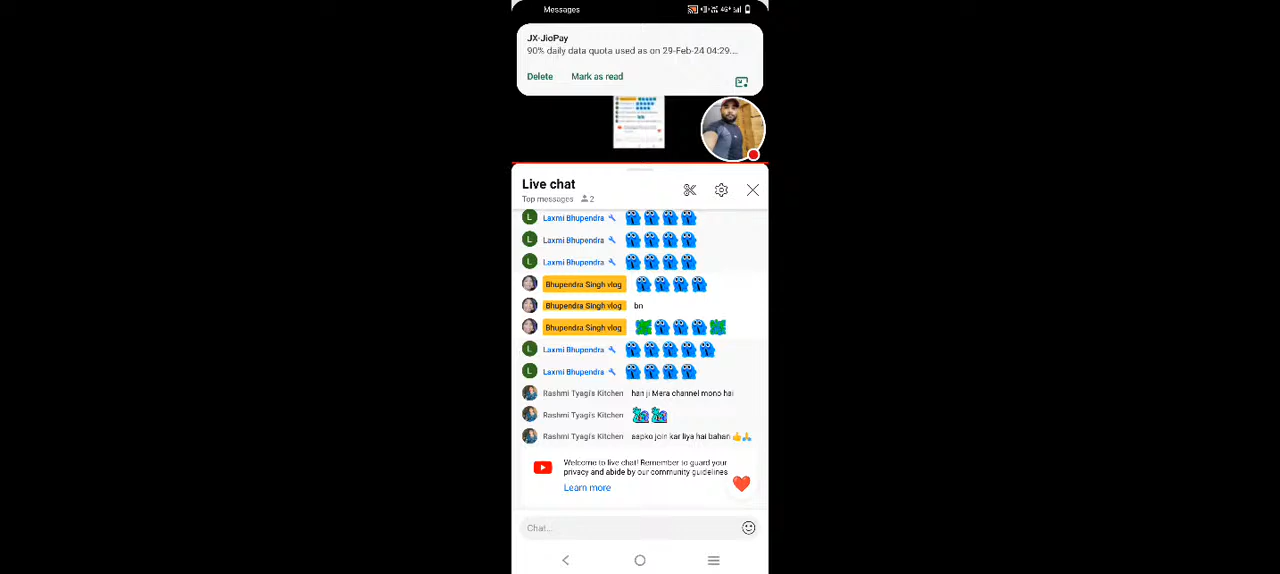 Messages
4G+
JX-JioPay
90% daily data quota used as on 29-Feb-24 04:29...
Delete Mark as read
Live chat
Top messages 2
L Laxmi Bhupendra
L Laxmi Bhupendra
L Laxmi Bhupendra
Bhupendra Singh vlog
Bhupendra Singh vlog bn
Bhupendra Singh vlog
L Laxmi Bhupendra
L Laxmi Bhupendra
Rashmi Tyagi's Kitchen han ji Mera channel mono hai
Rashmi Tyagi's Kitchen
Rashmi Tyagi's Kitchen aapko join kar liya hai bahan 👍🙏
Welcome to live chat! Remember to guard your
privacy and abide by our community guidelines
Learn more
Chat...